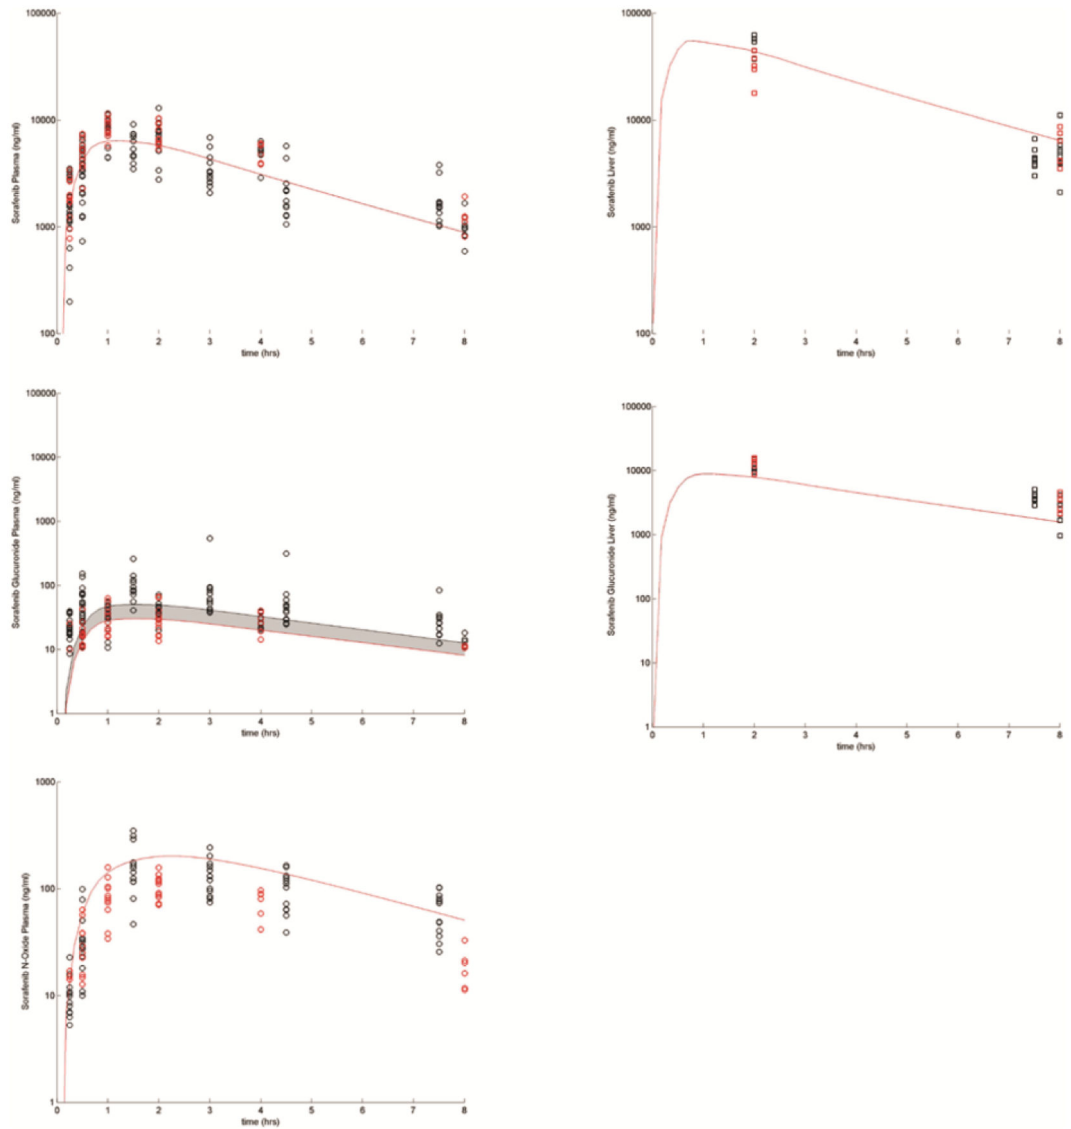 100000
10000
1000
100
Sorafenib Plasma (ng/ml)
0 1 2 3 4 5 6 7 8
time (hrs)
100000
10000
1000
100
Sorafenib Liver (ng/ml)
0 1 2 3 4 5 6 7 8
time (hrs)
100000
10000
1000
100
10
1
Sorafenib Glucuronide Plasma (ng/ml)
0 1 2 3 4 5 6 7 8
time (hrs)
100000
10000
1000
100
10
1
Sorafenib Glucuronide Liver (ng/ml)
0 1 2 3 4 5 6 7 8
time (hrs)
1000
100
10
1
Sorafenib N-Oxide Plasma (ng/ml)
0 1 2 3 4 5 6 7 8
time (hrs)